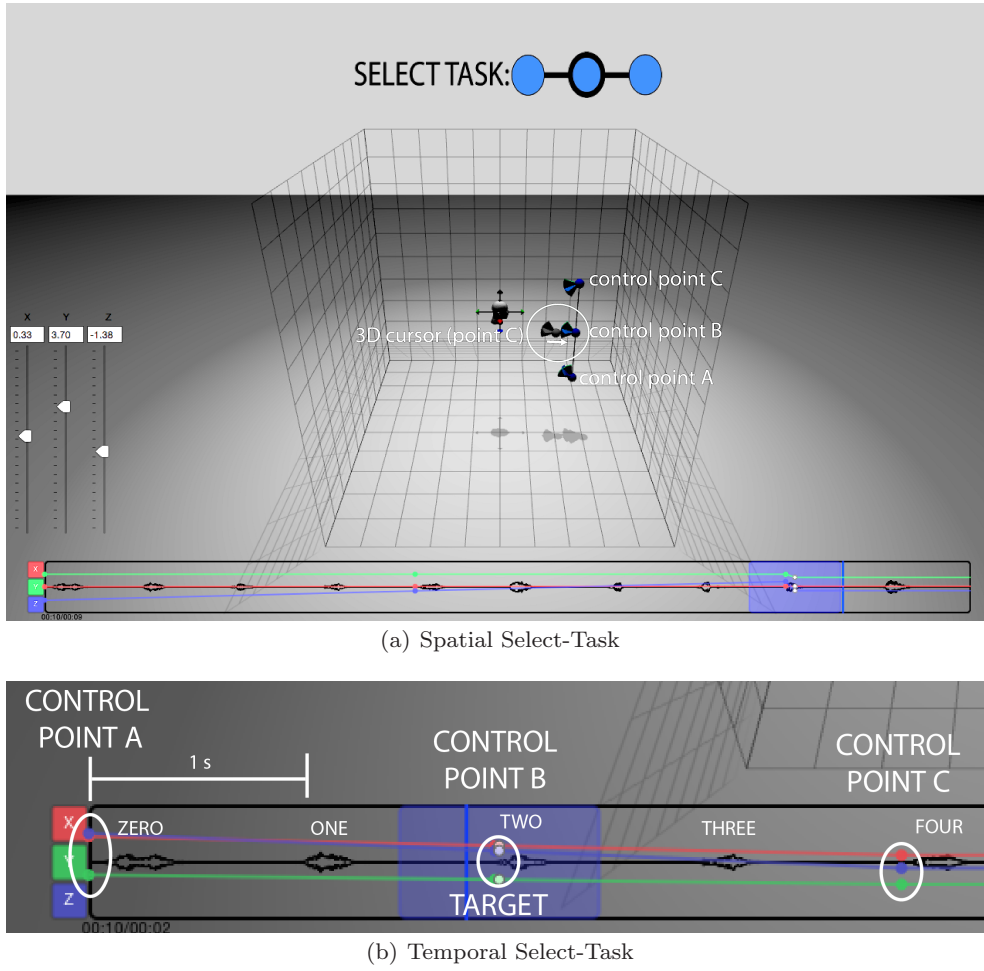 SELECT TASK:
control point C
3D cursor (point C)
control point B
control point A
X Y Z
0.33 3.70 -1.38
X
Y
Z
00:10/00:09
(a) Spatial Select-Task
CONTROL
POINT A
1 s
CONTROL
POINT B
CONTROL
POINT C
X
ZERO
ONE
TWO
THREE
FOUR
Y
Z
TARGET
00:10/00:02
(b) Temporal Select-Task